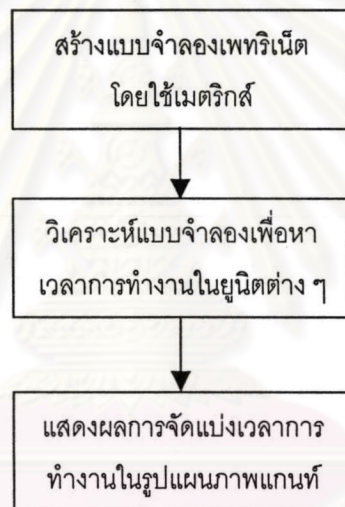 สร้างแบบจำลองเพทริเน็ต
โดยใช้เมตริกส์
วิเคราะห์แบบจำลองเพื่อหา
เวลาการทำงานในยูนิตต่าง ๆ
แสดงผลการจัดแบ่งเวลาการ
ทำงานในรูปแผนภาพแกนท์